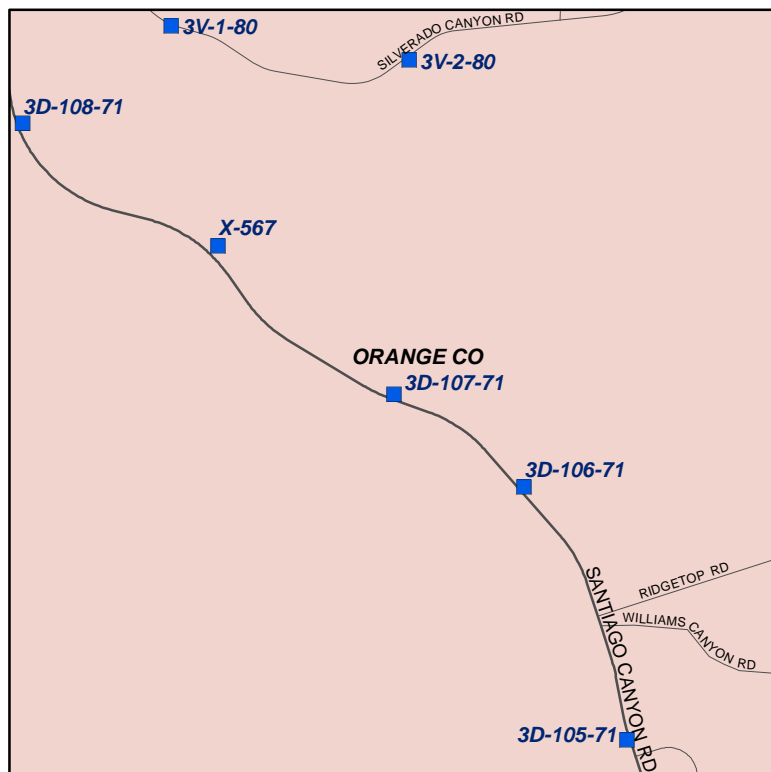 SILVERADO CANYON RD
3V-1-80
3V-2-80
3D-108-71
X-567
ORANGE CO
3D-107-71
3D-106-71
RIDGETOP RD
WILLIAMS CANYON RD
SANTIAGO CANYON RD
3D-105-71